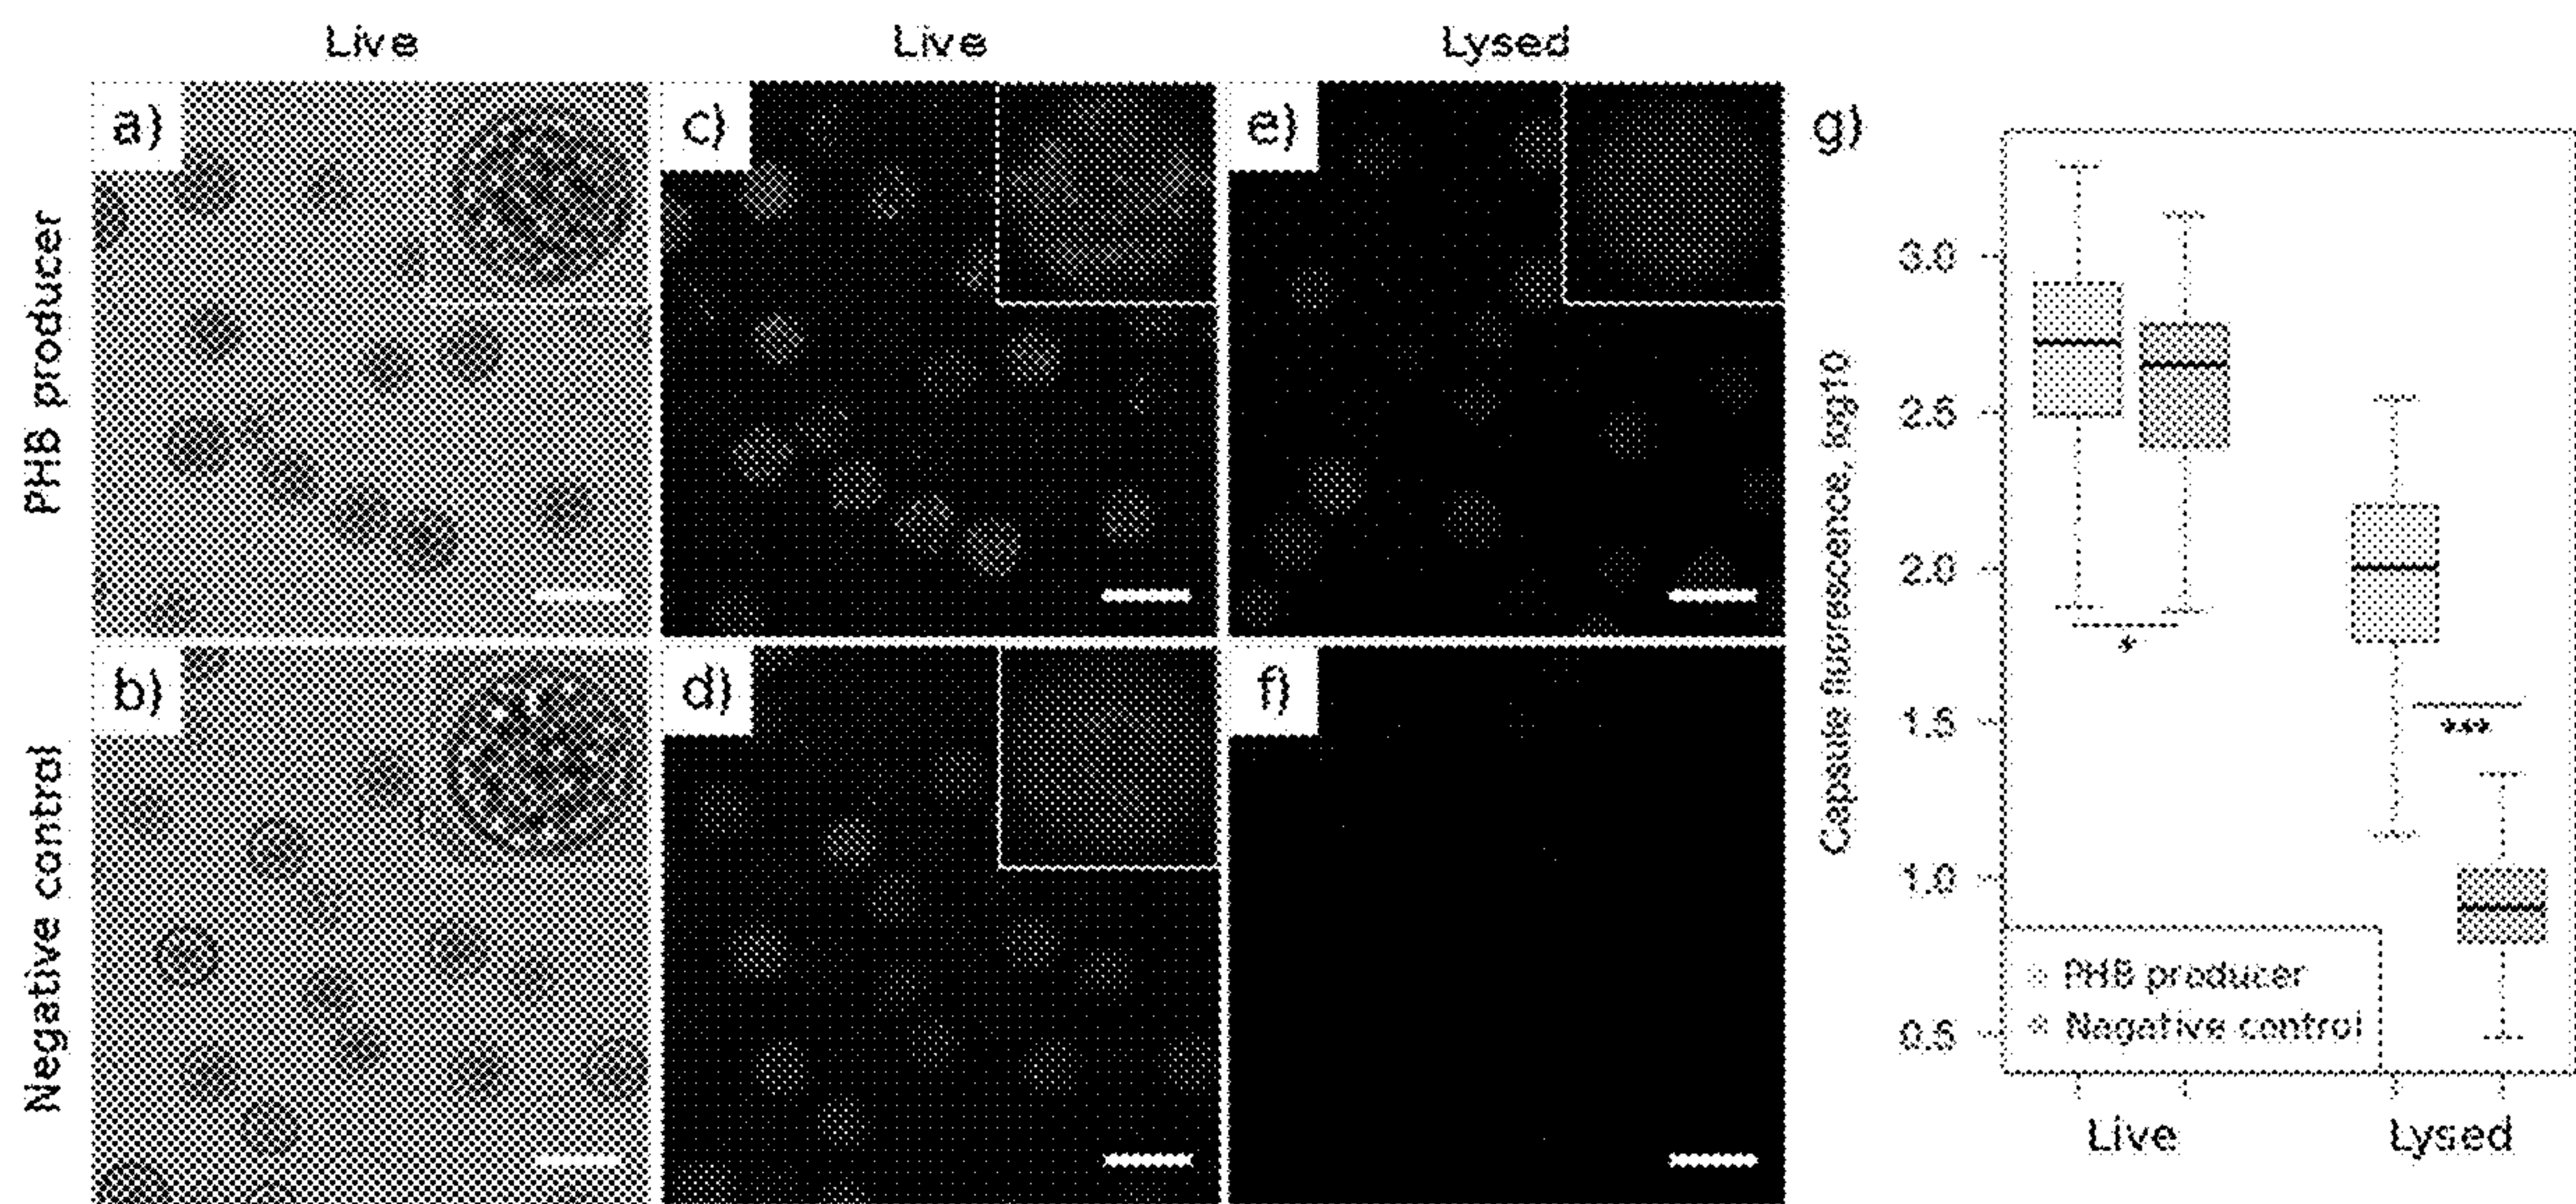 Live
Live
Lysed
PHB producer
Negative control
a)
c)
e)
b)
d)
f)
g)
Capsule fluorescence, log10
3.0
2.5
2.0
1.5
1.0
0.5
*
***
PHB producer
Nagative control
Live
Lysed